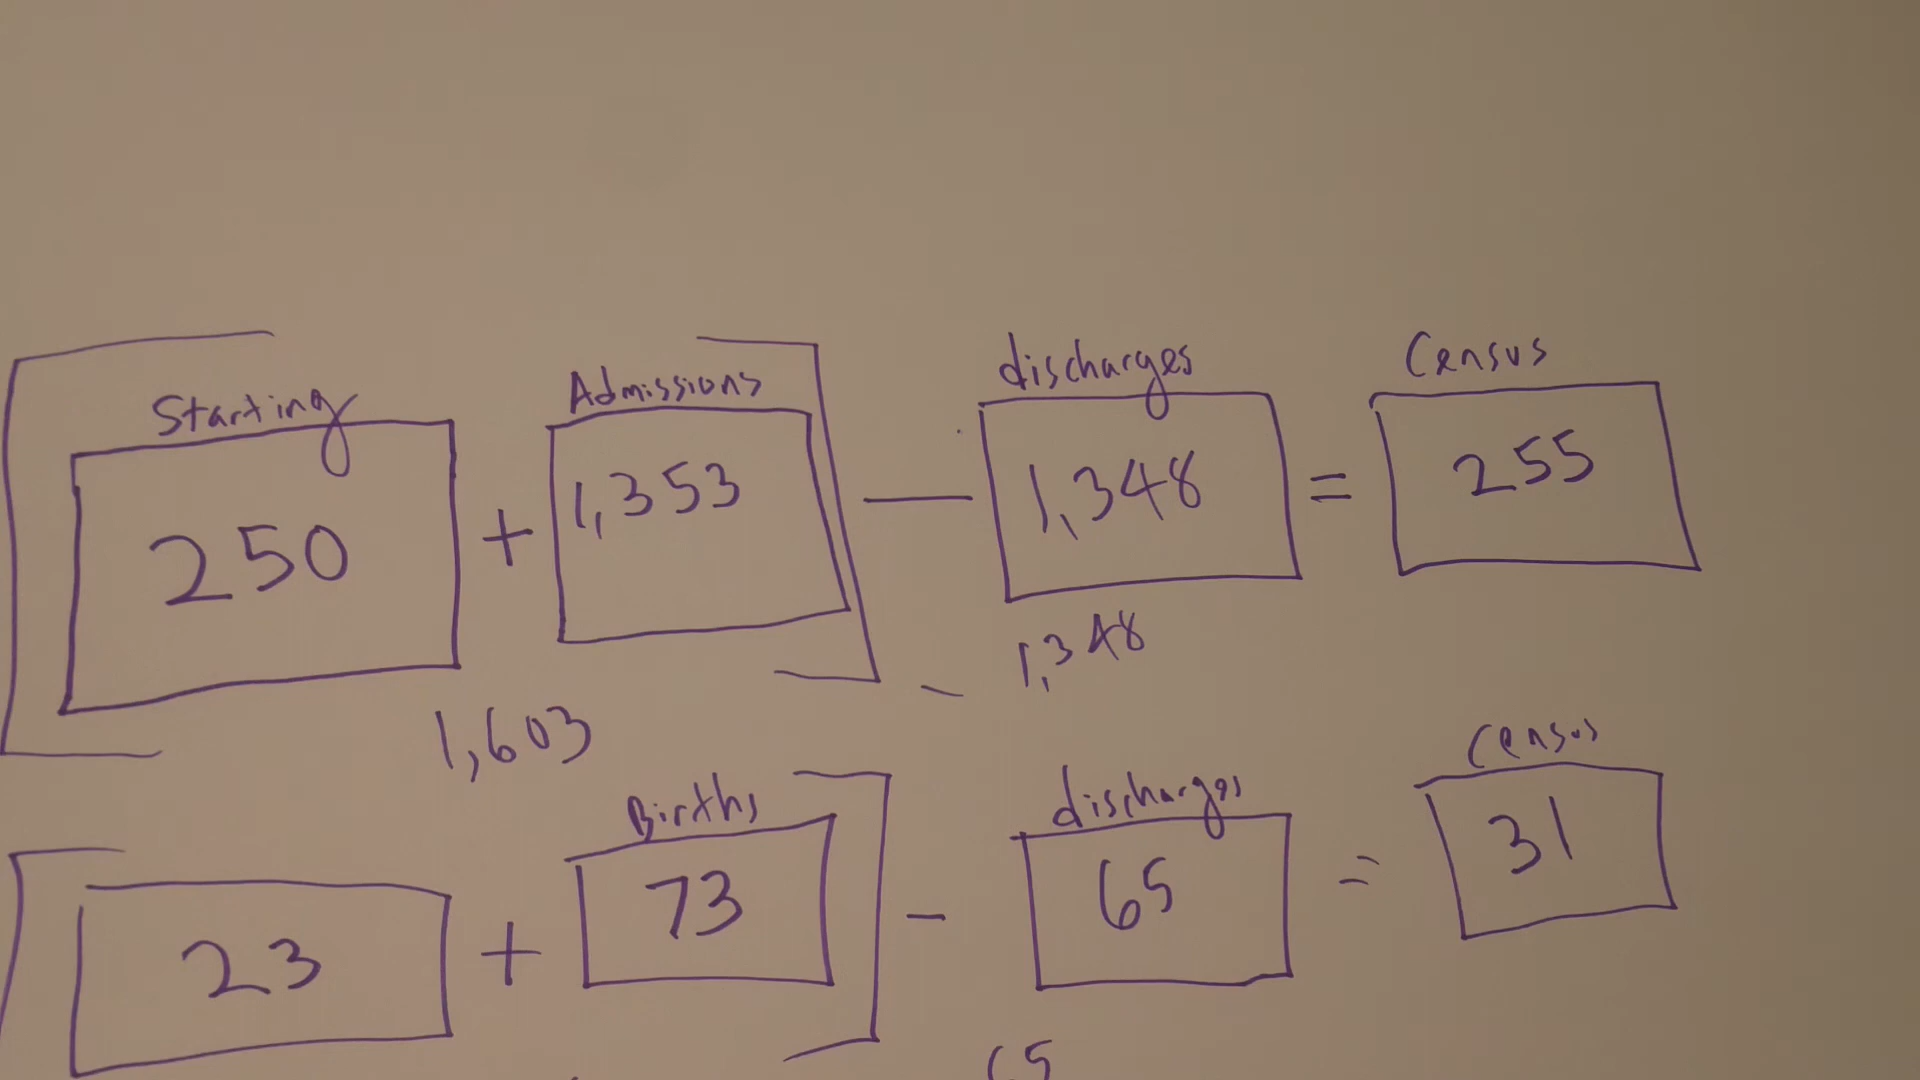 Starting Admissions discharges Census
250 + 1,353 — 1,348 = 255
1,603 - 1,348
Births discharges Census
23 + 73 - 65 = 31
65